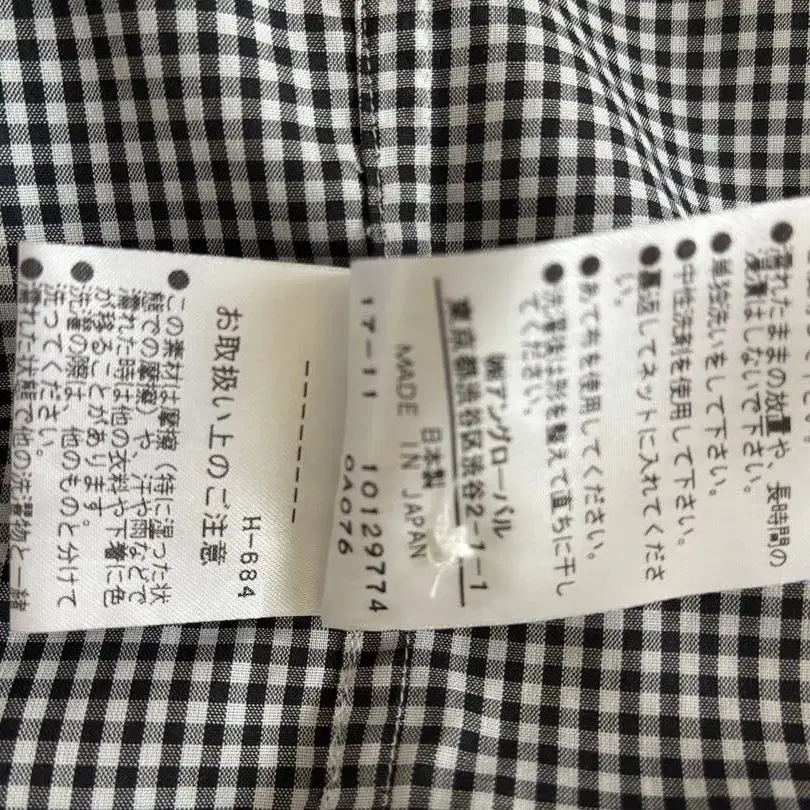 ●濡れたままの放置や、長時間の
浸漬はしないで下さい。
●単独洗いをして下さい。
●中性洗剤を使用して下さい。
●裏返してネットに入れてくださ
い。
●あて布を使用してください。
●洗濯後は形を整えて直ちに干し
てください。
㈱アングローバル
東京都渋谷区渋谷2-1-1
日本製
MADE IN JAPAN
17-11 10129774
0A076
H-684
お取扱い上のご注意
●この素材は摩擦(特に湿った状
態での摩擦)や、汗や雨などで
濡れた時は他の衣料や下着に色
が移ることがあります。
●洗濯の際は、他のものと分けて
洗ってください。
●濡れた状態で他の洗濯物と一緒